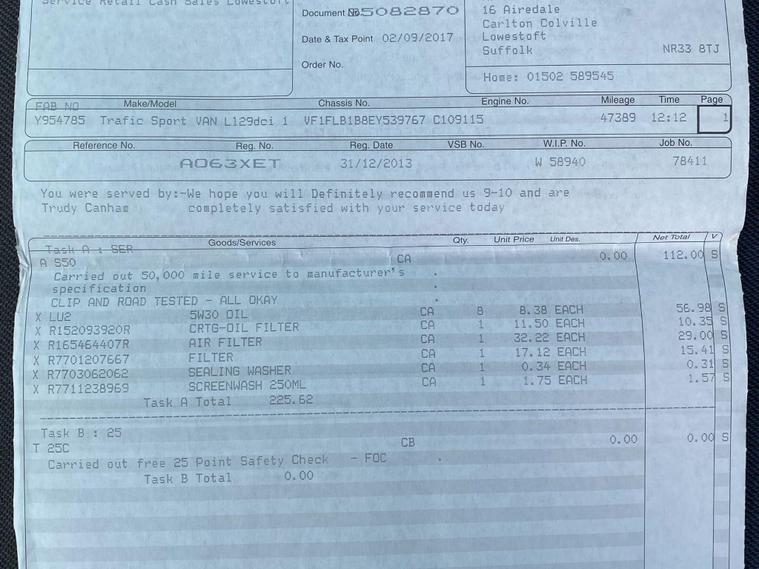 Service Retail Cash Sales Lowestoft
Document No. 05082870
16 Airedale
Carlton Colville
Date & Tax Point 02/09/2017
Lowestoft
Suffolk NR33 8TJ
Order No.
Home: 01502 589545
FAB NO Make/Model Chassis No. Engine No. Mileage Time Page
Y954785 Trafic Sport VAN L129dci 1 VF1FLB1B8EY539767 C109115 47389 12:12 1
Reference No. Reg. No. Reg. Date VSB No. W.I.P. No. Job No.
AO63XET 31/12/2013 W 58940 78411
You were served by:-We hope you will Definitely recommend us 9-10 and are
Trudy Canham completely satisfied with your service today
Goods/Services Qty. Unit Price Unit Des. Net Total V
Task A : SER
A S50 CA 0.00 112.00 S
Carried out 50,000 mile service to manufacturer's
specification
CLIP AND ROAD TESTED - ALL OKAY
X LU2 5W30 OIL CA 8 8.38 EACH 56.98 S
X R152093920R CRTG-OIL FILTER CA 1 11.50 EACH 10.35 S
X R165464407R AIR FILTER CA 1 32.22 EACH 29.00 S
X R7701207667 FILTER CA 1 17.12 EACH 15.41 S
X R7703062062 SEALING WASHER CA 1 0.34 EACH 0.31 S
X R7711238969 SCREENWASH 250ML CA 1 1.75 EACH 1.57 S
Task A Total 225.62
Task B : 25
T 25C CB 0.00 0.00 S
Carried out free 25 Point Safety Check - FOC
Task B Total 0.00